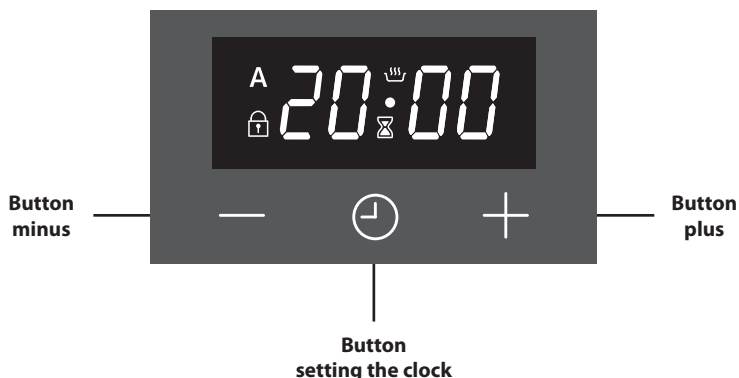 A 20:00
Button
minus
Button
plus
Button
setting the clock